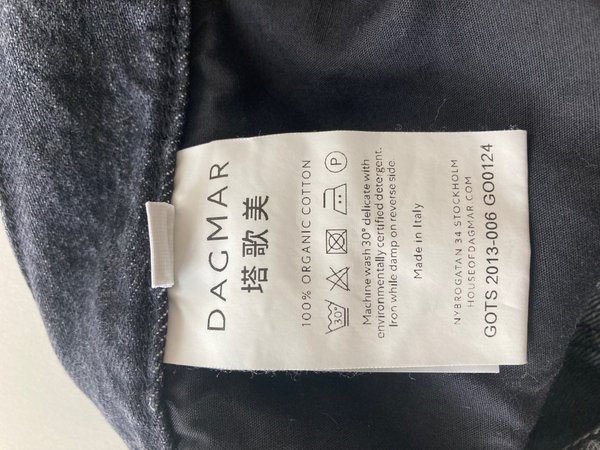 DAGMAR
塔歌美
100% ORGANIC COTTON
30°
P
Machine wash 30° delicate with
environmentally certified detergent.
Iron while damp on reverse side.
Made in Italy
NYBROGATAN 34 STOCKHOLM
HOUSEOFDAGMAR.COM
GOTS 2013-006 GO0124